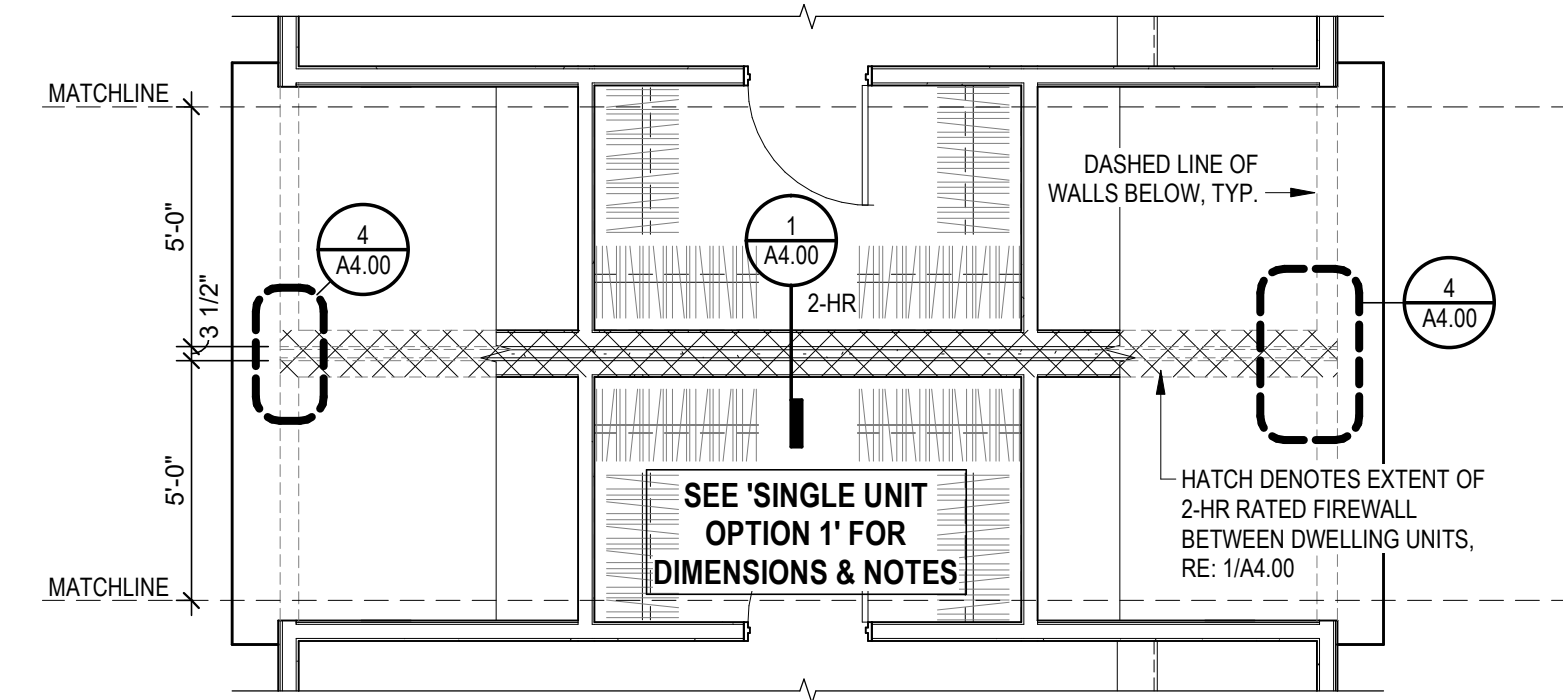 MATCHLINE
5'-0"
3 1/2"
5'-0"
MATCHLINE
4
A4.00
1
A4.00
2-HR
DASHED LINE OF
WALLS BELOW, TYP.
4
A4.00
SEE 'SINGLE UNIT
OPTION 1' FOR
DIMENSIONS & NOTES
HATCH DENOTES EXTENT OF
2-HR RATED FIREWALL
BETWEEN DWELLING UNITS,
RE: 1/A4.00